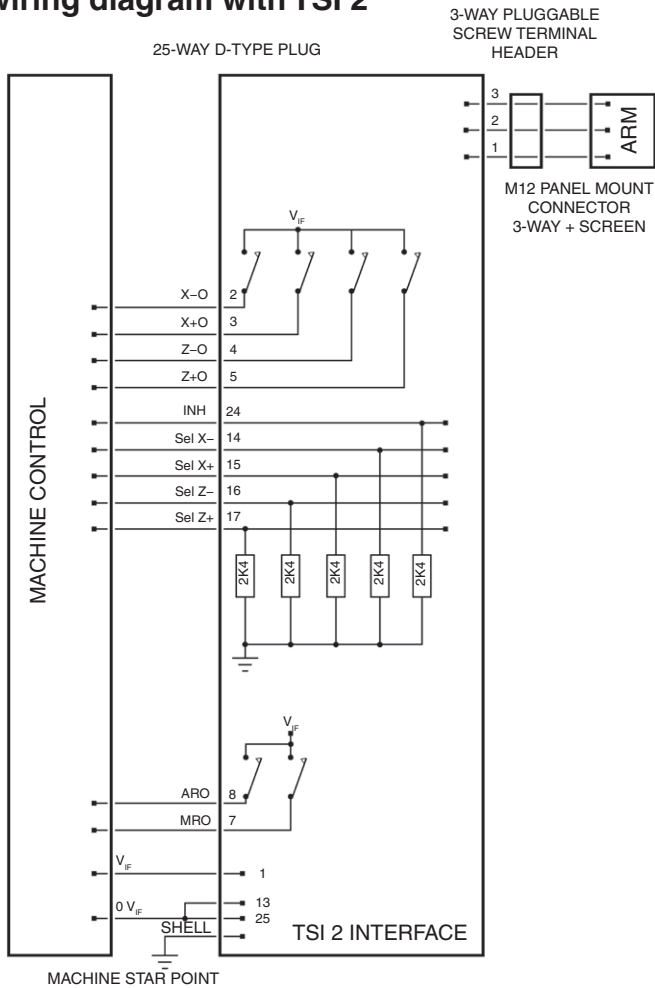 wiring diagram with TSI 2
3-WAY PLUGGABLE
SCREW TERMINAL
HEADER
25-WAY D-TYPE PLUG
3
2
1
ARM
M12 PANEL MOUNT
CONNECTOR
3-WAY + SCREEN
VIF
X–O 2
X+O 3
Z–O 4
Z+O 5
INH 24
Sel X– 14
Sel X+ 15
Sel Z– 16
Sel Z+ 17
MACHINE CONTROL
2K4 2K4 2K4 2K4 2K4
VIF
ARO 8
MRO 7
VIF 1
0 VIF 13
25
SHELL
TSI 2 INTERFACE
MACHINE STAR POINT